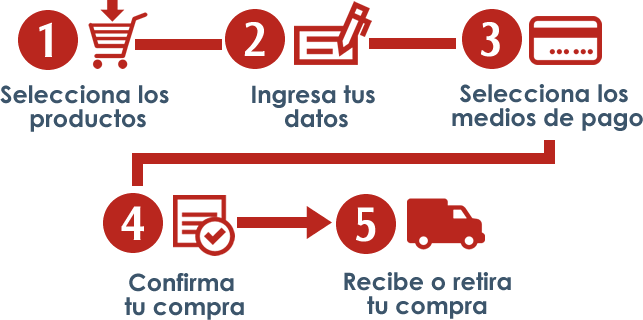 1
Selecciona los
productos
2
Ingresa tus
datos
3
Selecciona los
medios de pago
4
Confirma
tu compra
5
Recibe o retira
tu compra